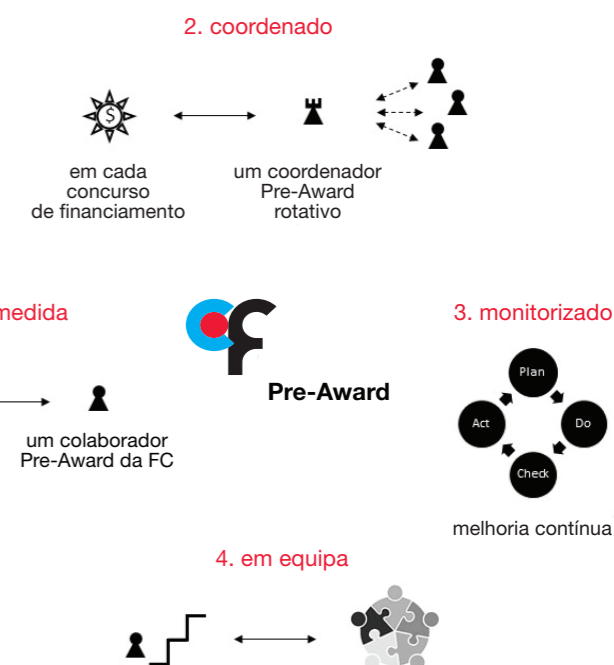 2. coordenado
$
em cada
concurso
de financiamento
um coordenador
Pre-Award
rotativo
medida
um colaborador
Pre-Award da FC
CF
Pre-Award
3. monitorizado
Plan
Do
Check
Act
melhoria contínua
4. em equipa